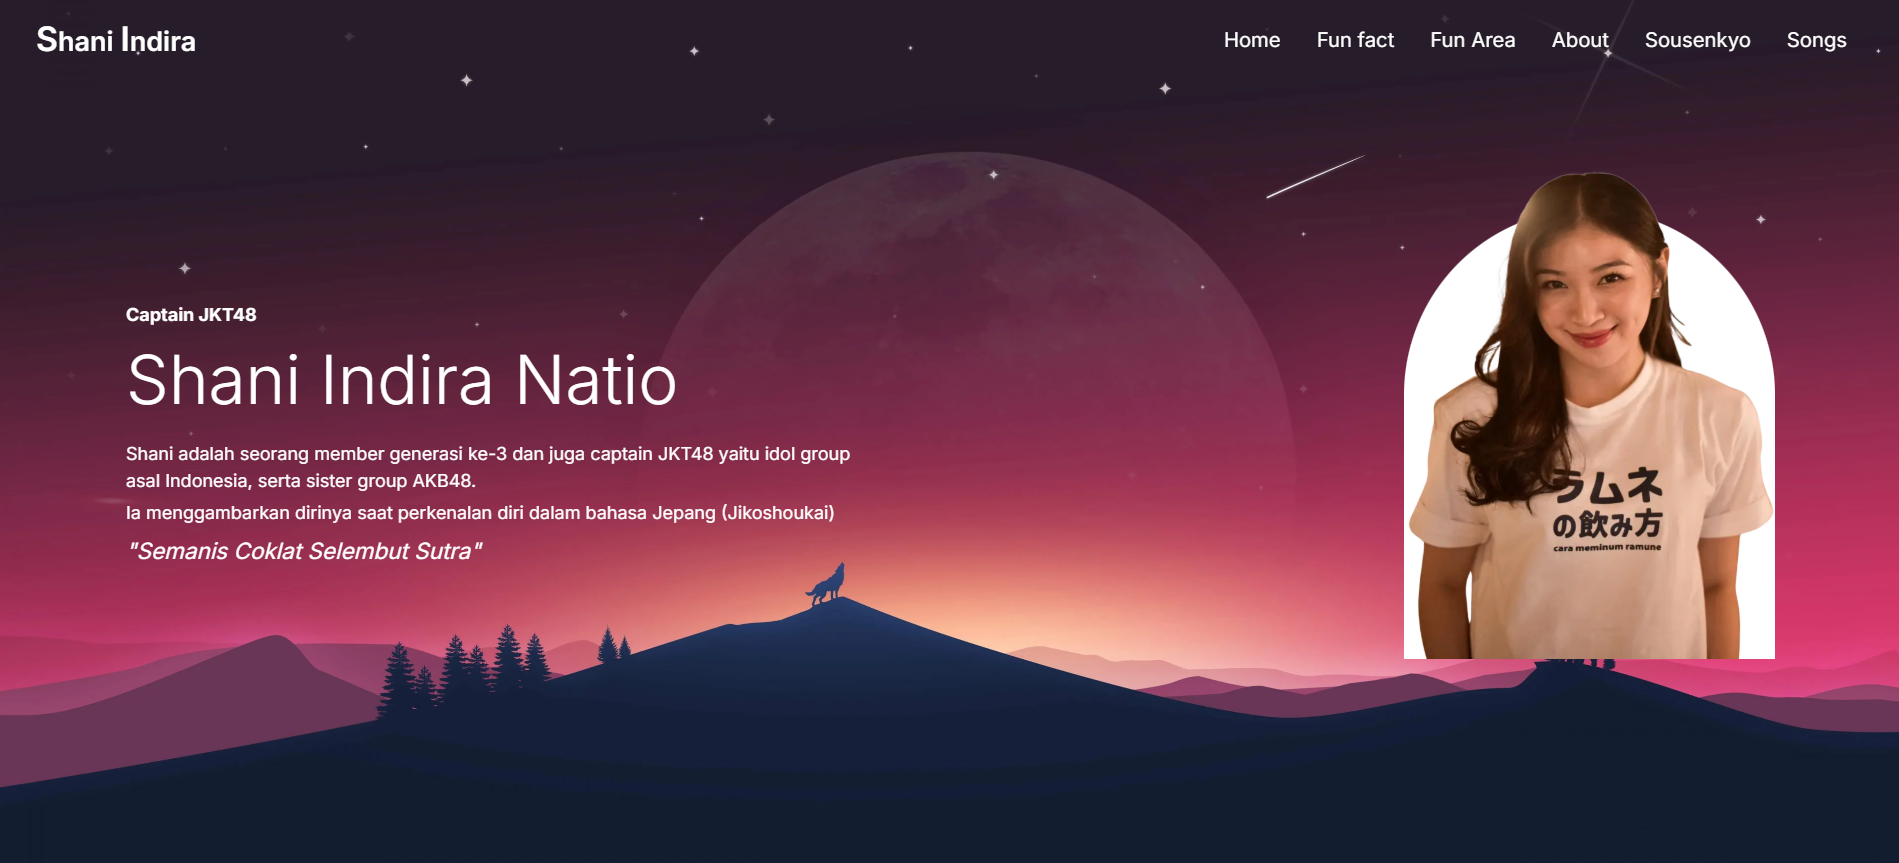 Shani Indira
Home Fun fact Fun Area About Sousenkyo Songs
Captain JKT48
Shani Indira Natio
Shani adalah seorang member generasi ke-3 dan juga captain JKT48 yaitu idol group
asal Indonesia, serta sister group AKB48.
Ia menggambarkan dirinya saat perkenalan diri dalam bahasa Jepang (Jikoshoukai)
"Semanis Coklat Selembut Sutra"
ラムネ
の飲み方
cara meminum ramune